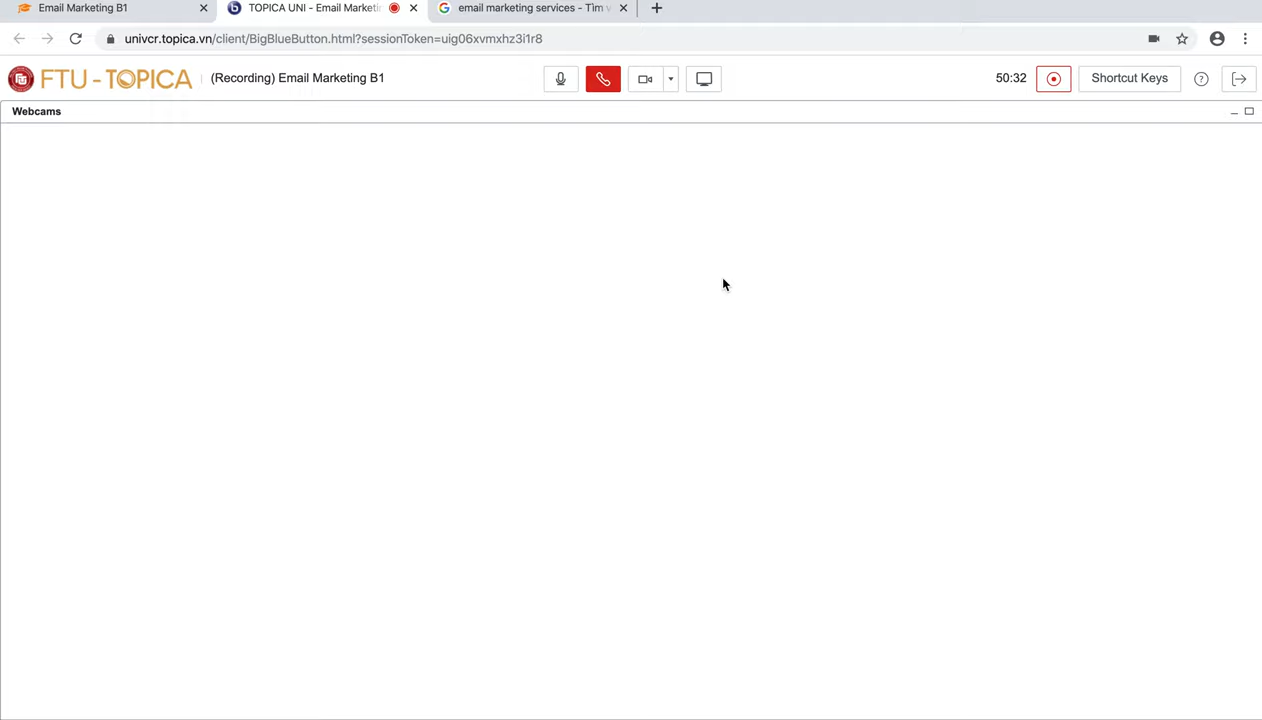 Email Marketing B1
TOPICA UNI - Email Marketi
email marketing services - Tìm v
univcr.topica.vn/client/BigBlueButton.html?sessionToken=uig06xvmxhz3i1r8
FTU - TOPICA
(Recording) Email Marketing B1
50:32
Shortcut Keys
Webcams